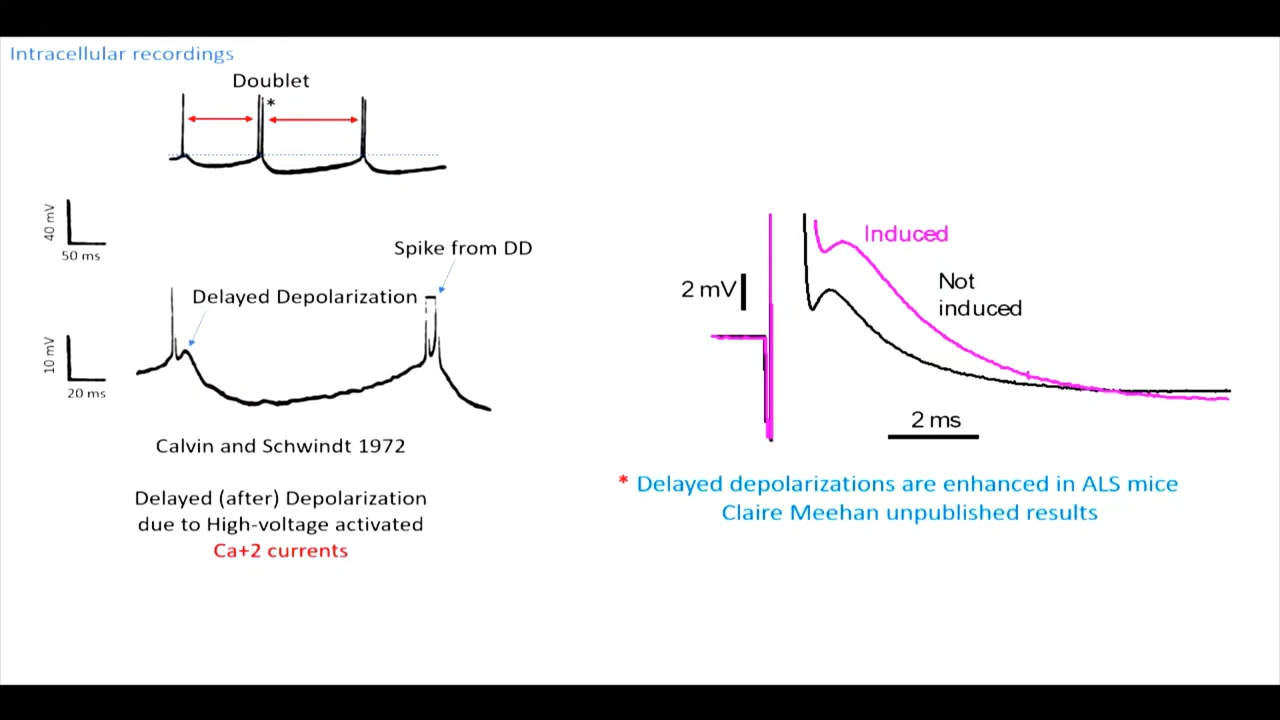 Intracellular recordings
Doublet
*
40 mV
50 ms
Spike from DD
Delayed Depolarization
10 mV
20 ms
Calvin and Schwindt 1972
Delayed (after) Depolarization
due to High-voltage activated
Ca+2 currents
Induced
Not
induced
2 mV
2 ms
* Delayed depolarizations are enhanced in ALS mice
Claire Meehan unpublished results